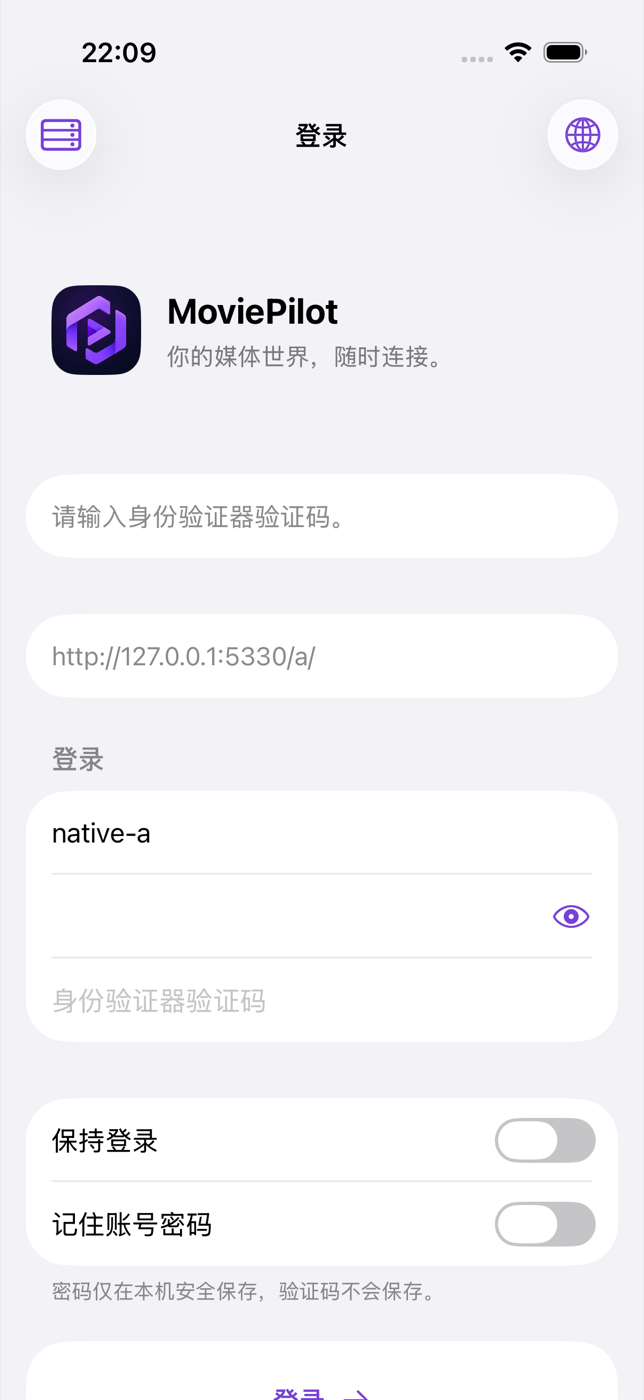 22:09
登录
MoviePilot
你的媒体世界，随时连接。
请输入身份验证器验证码。
http://127.0.0.1:5330/a/
登录
native-a
身份验证器验证码
保持登录
记住账号密码
密码仅在本机安全保存，验证码不会保存。
登录 →